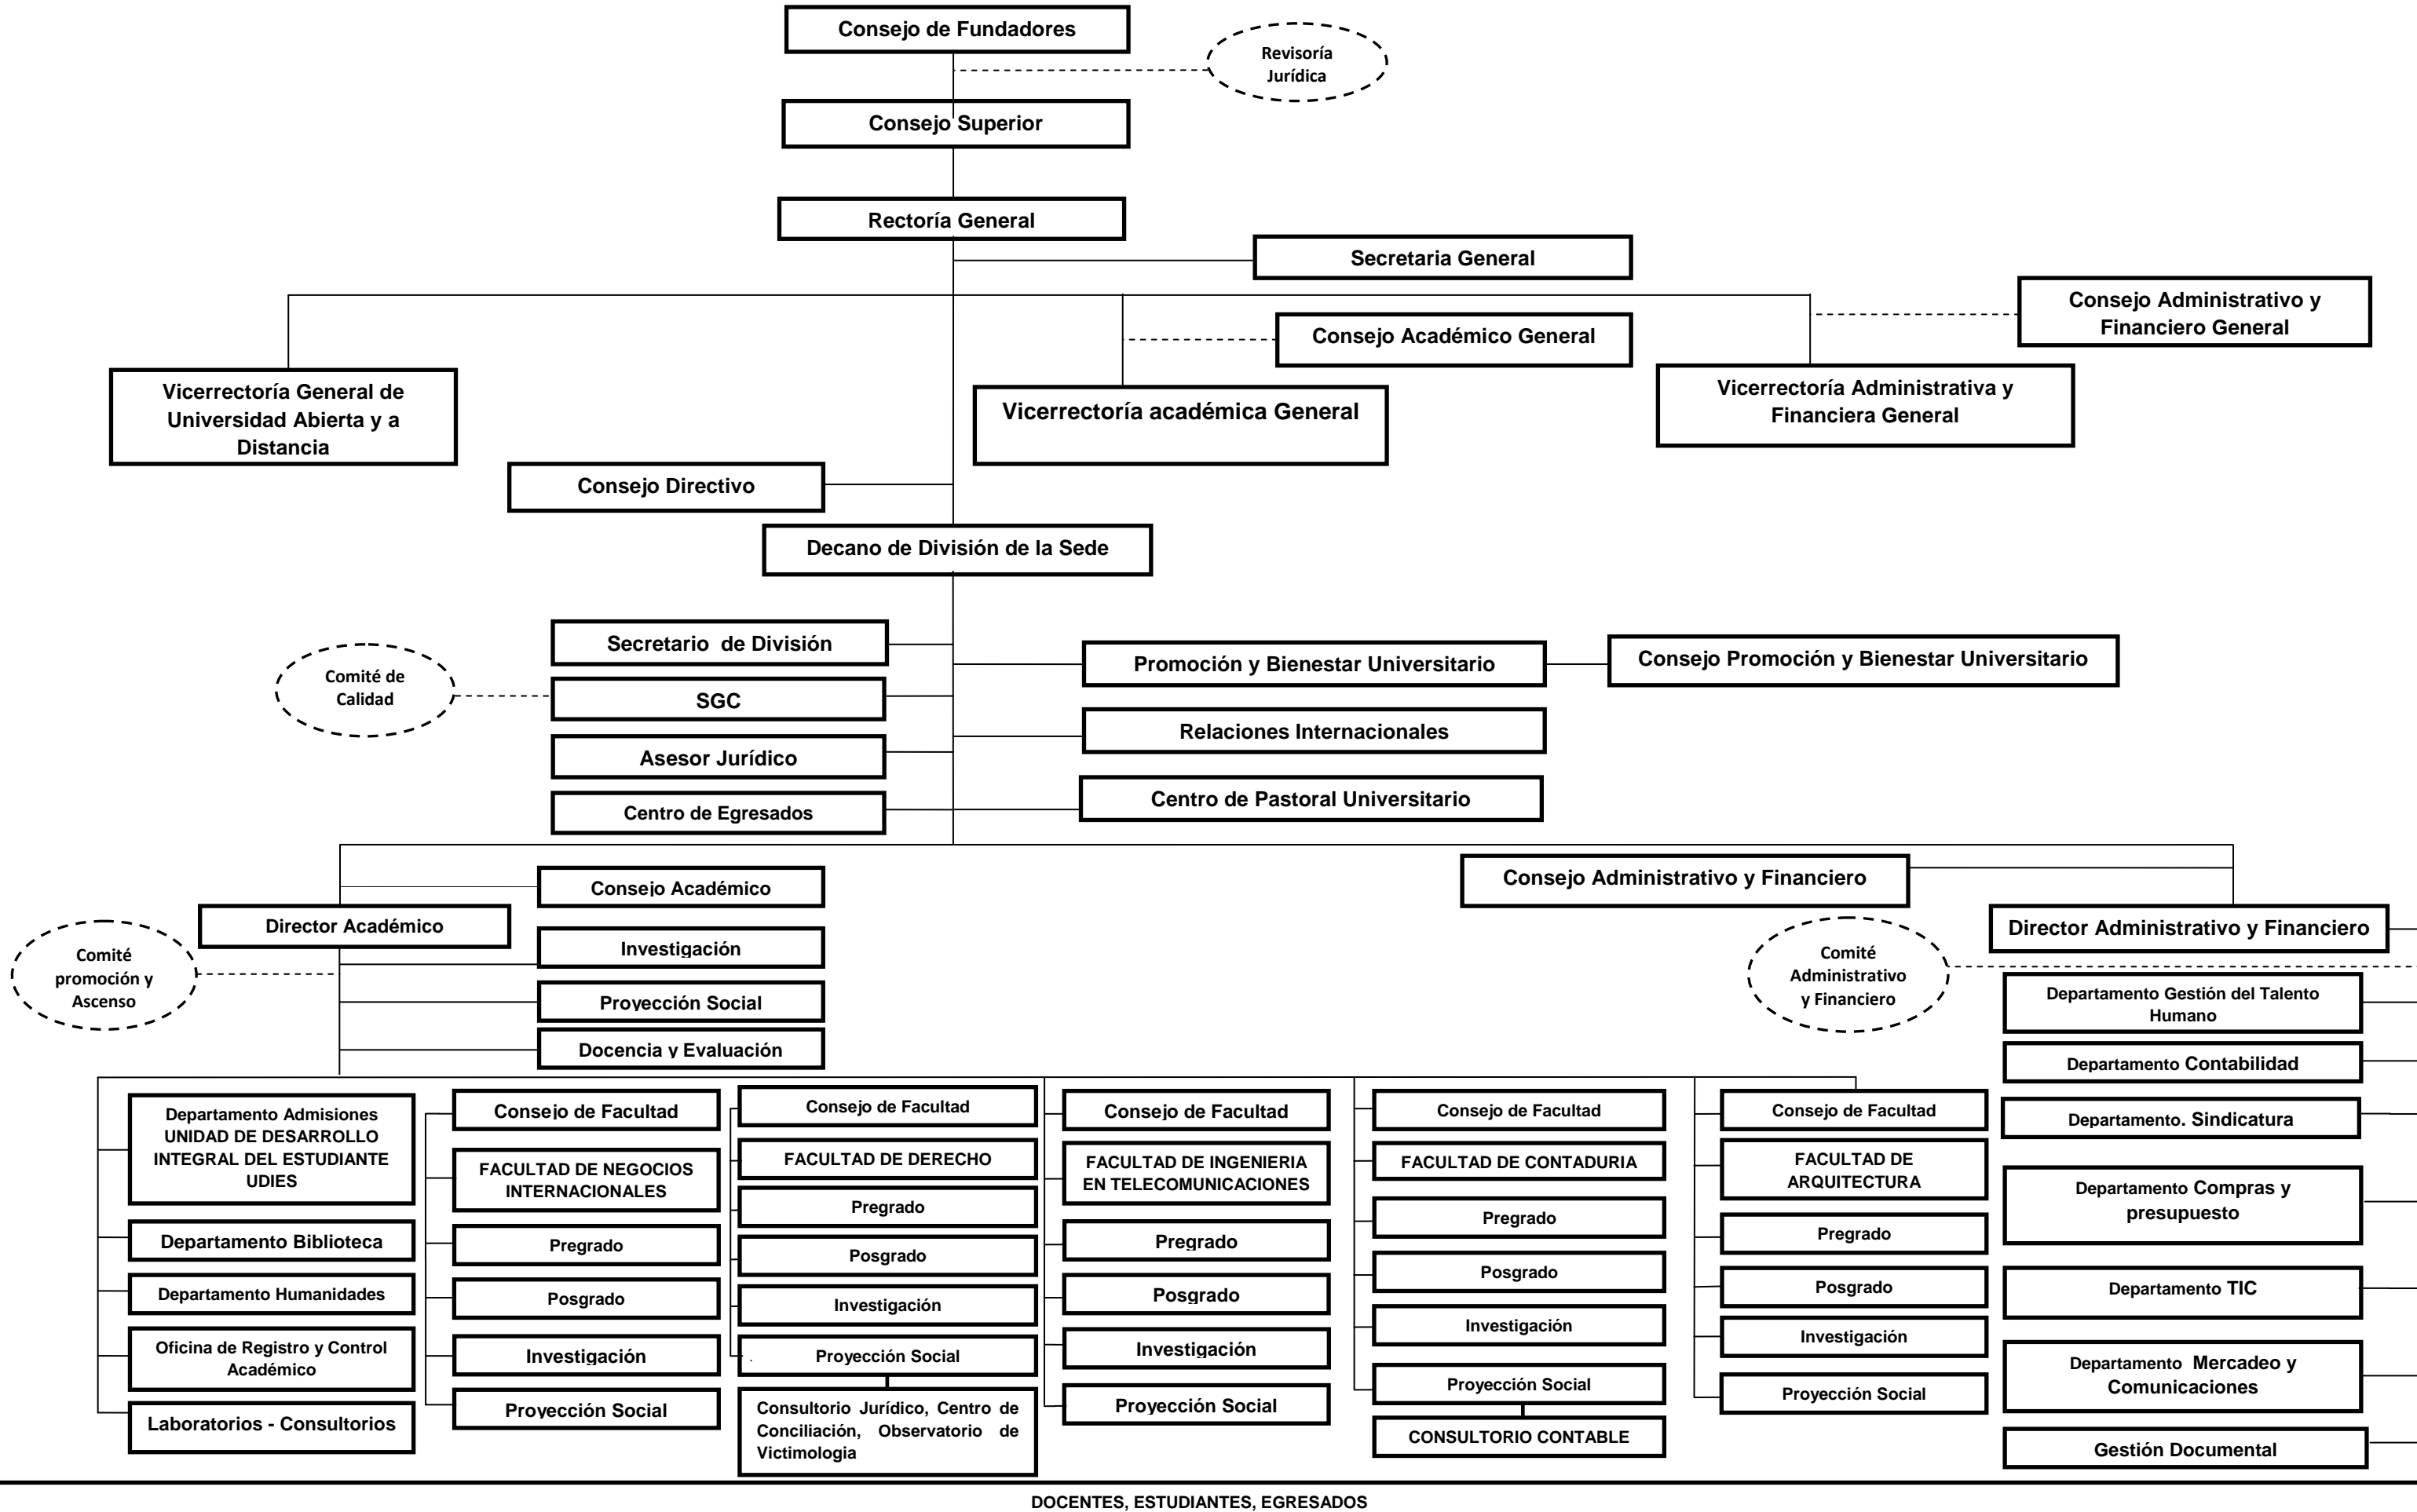 Consejo de Fundadores
Revisoría
Jurídica
Consejo Superior
Rectoría General
Secretaria General
Consejo Administrativo y
Financiero General
Consejo Académico General
Vicerrectoría General de
Universidad Abierta y a
Distancia
Vicerrectoría académica General
Vicerrectoría Administrativa y
Financiera General
Consejo Directivo
Decano de División de la Sede
Secretario de División
Promoción y Bienestar Universitario
Consejo Promoción y Bienestar Universitario
Comité de
Calidad
SGC
Relaciones Internacionales
Asesor Jurídico
Centro de Pastoral Universitario
Centro de Egresados
Consejo Académico
Consejo Administrativo y Financiero
Director Académico
Director Administrativo y Financiero
Comité
promoción y
Ascenso
Investigación
Proyección Social
Docencia y Evaluación
Comité
Administrativo
y Financiero
Departamento Gestión del Talento
Humano
Departamento Contabilidad
Departamento. Sindicatura
Departamento Compras y
presupuesto
Departamento TIC
Departamento Mercadeo y
Comunicaciones
Gestión Documental
Departamento Admisiones
UNIDAD DE DESARROLLO
INTEGRAL DEL ESTUDIANTE
UDIES
Departamento Biblioteca
Departamento Humanidades
Oficina de Registro y Control
Académico
Laboratorios - Consultorios
Consejo de Facultad
FACULTAD DE NEGOCIOS
INTERNACIONALES
Pregrado
Posgrado
Investigación
Proyección Social
Consejo de Facultad
FACULTAD DE DERECHO
Pregrado
Posgrado
Investigación
. Proyección Social
Consultorio Jurídico, Centro de
Conciliación, Observatorio de
Victimologia
Consejo de Facultad
FACULTAD DE INGENIERIA
EN TELECOMUNICACIONES
Pregrado
Posgrado
Investigación
Proyección Social
Consejo de Facultad
FACULTAD DE CONTADURIA
Pregrado
Posgrado
Investigación
Proyección Social
CONSULTORIO CONTABLE
Consejo de Facultad
FACULTAD DE
ARQUITECTURA
Pregrado
Posgrado
Investigación
Proyección Social
DOCENTES, ESTUDIANTES, EGRESADOS